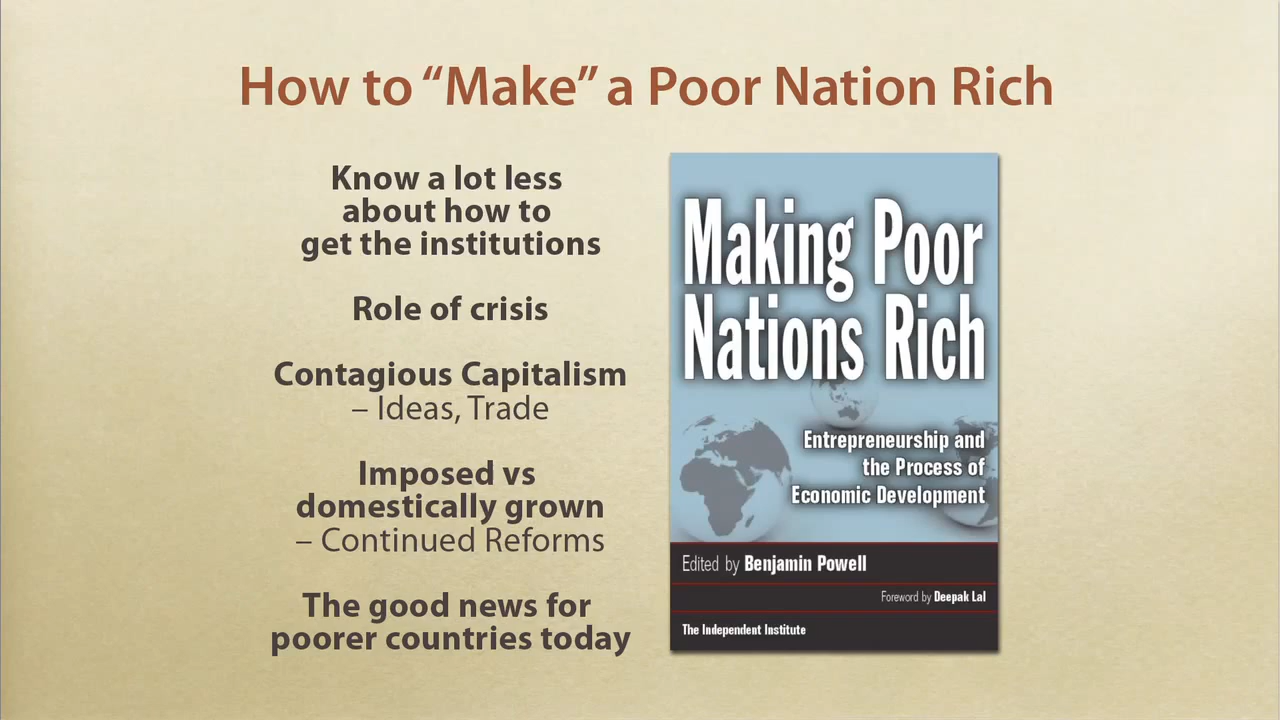 How to “Make” a Poor Nation Rich
Know a lot less
about how to
get the institutions
Role of crisis
Contagious Capitalism
– Ideas, Trade
Imposed vs
domestically grown
– Continued Reforms
The good news for
poorer countries today
Making Poor
Nations Rich
Entrepreneurship and
the Process of
Economic Development
Edited by Benjamin Powell
Foreword by Deepak Lal
The Independent Institute